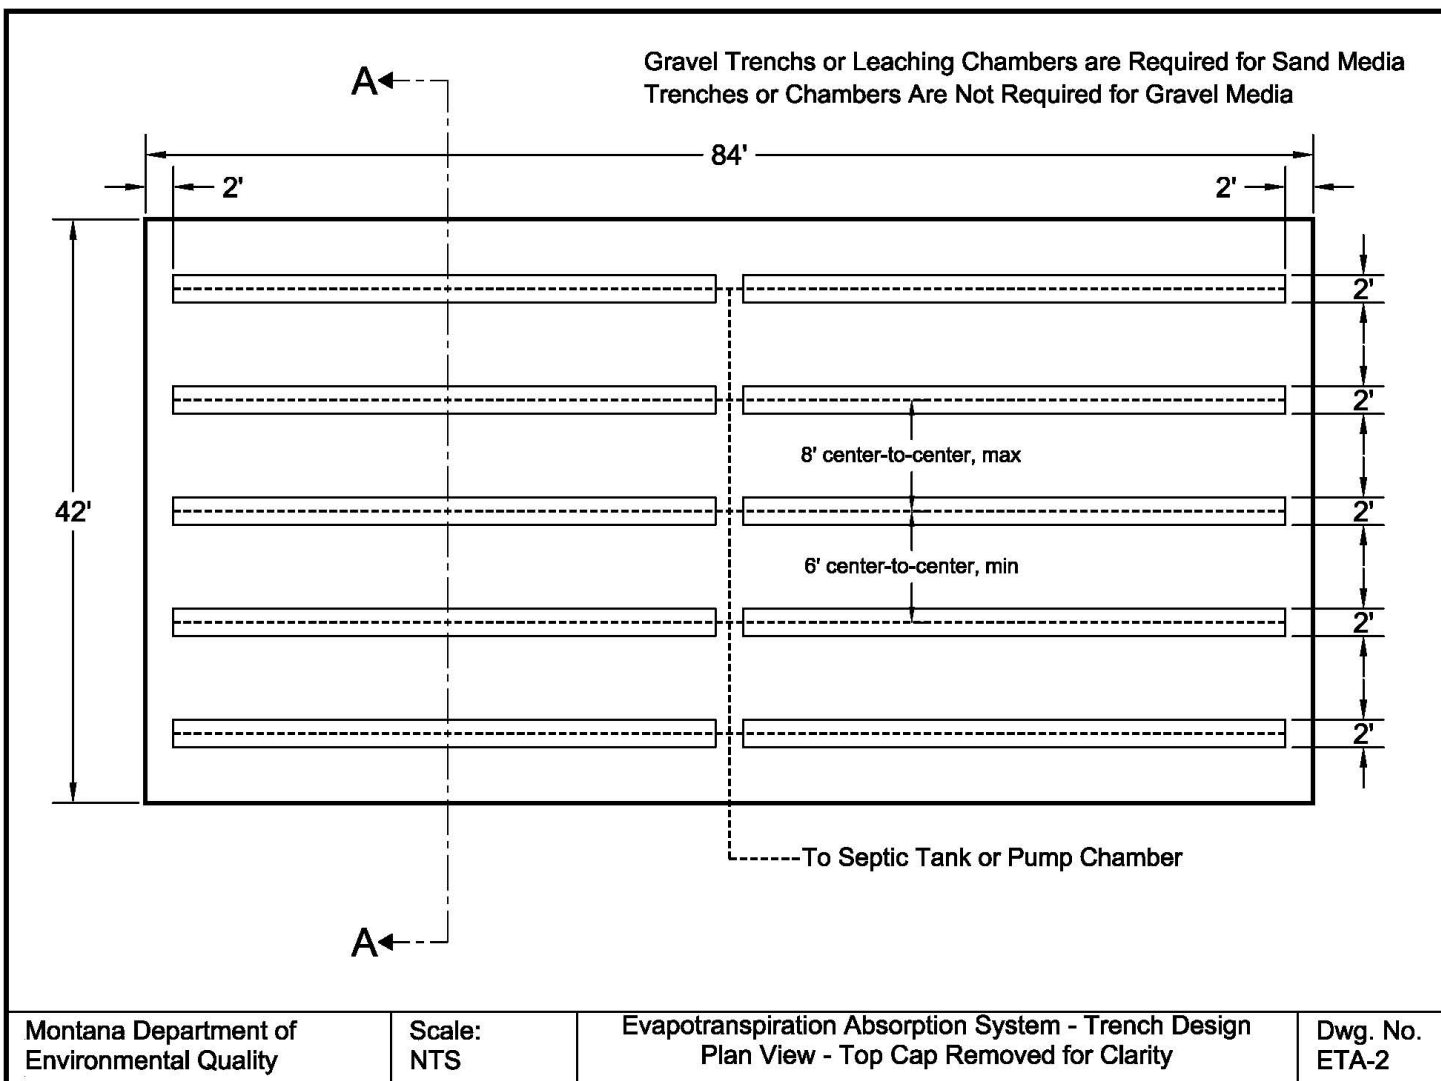 Gravel Trenchs or Leaching Chambers are Required for Sand Media
Trenches or Chambers Are Not Required for Gravel Media
A
84'
2'
2'
2'
2'
8' center-to-center, max
42'
2'
6' center-to-center, min
2'
2'
To Septic Tank or Pump Chamber
A
Montana Department of
Environmental Quality
Scale:
NTS
Evapotranspiration Absorption System - Trench Design
Plan View - Top Cap Removed for Clarity
Dwg. No.
ETA-2